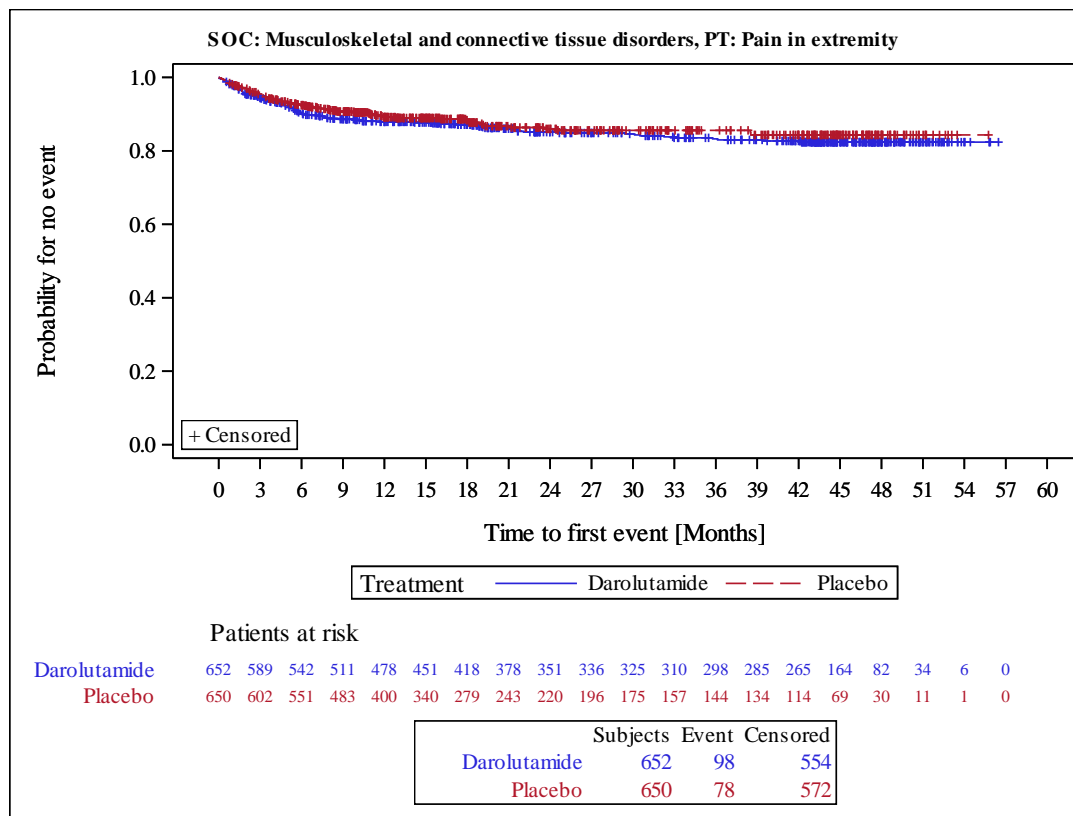 SOC: Musculoskeletal and connective tissue disorders, PT: Pain in extremity
Probability for no event
1.0
0.8
0.6
0.4
0.2
0.0
+ Censored
0 3 6 9 12 15 18 21 24 27 30 33 36 39 42 45 48 51 54 57 60
Time to first event [Months]
Treatment Darolutamide Placebo
Patients at risk
Darolutamide 652 589 542 511 478 451 418 378 351 336 325 310 298 285 265 164 82 34 6 0
Placebo 650 602 551 483 400 340 279 243 220 196 175 157 144 134 114 69 30 11 1 0
Subjects Event Censored
Darolutamide 652 98 554
Placebo 650 78 572